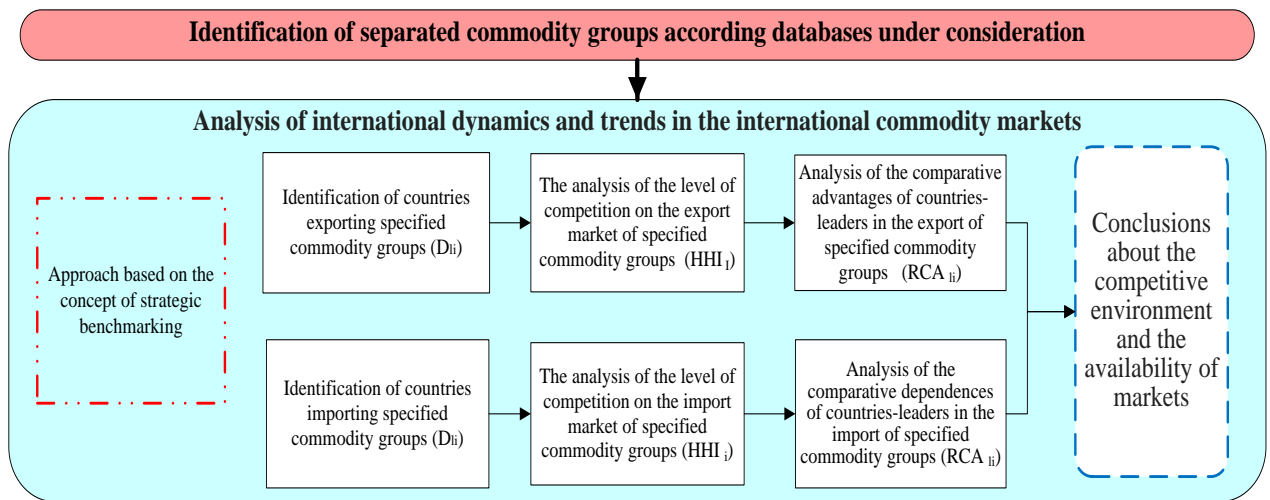 Identification of separated commodity groups according databases under consideration
Analysis of international dynamics and trends in the international commodity markets
Approach based on the
concept of strategic
benchmarking
Identification of countries
exporting specified
commodity groups (Dli)
The analysis of the level of
competition on the export
market of specified
commodity groups (HHI I)
Analysis of the comparative
advantages of countries-
leaders in the export of
specified commodity
groups (RCA li)
Identification of countries
importing specified
commodity groups (Dli)
The analysis of the level of
competition on the import
market of specified
commodity groups (HHI i)
Analysis of the
comparative dependences
of countries-leaders in the
import of specified
commodity groups (RCA li)
Conclusions
about the
competitive
environment
and the
availability of
markets